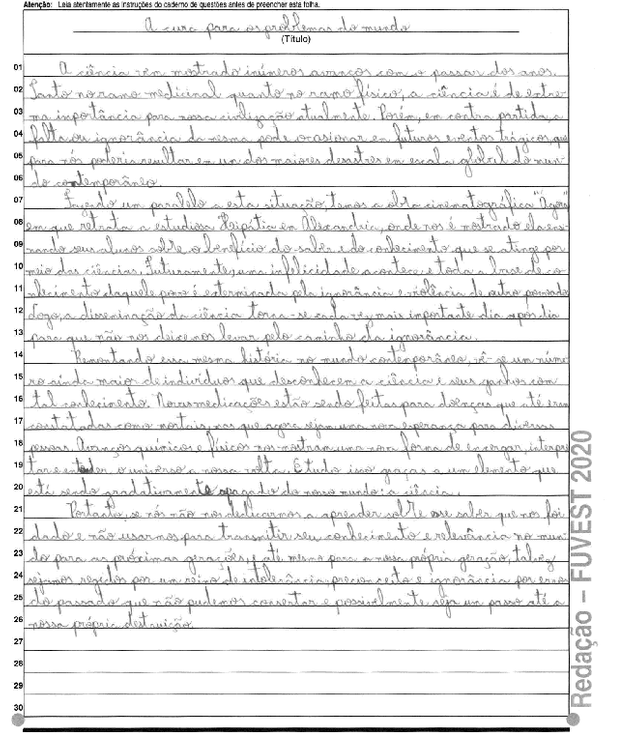 Atenção: Leia atentamente as instruções do caderno de questões antes de preencher esta folha.
A cura para os problemas do mundo
(Título)
01 A ciência vem mostrado inúmeros avanços com o passar dos anos.
02 Tanto no ramo medicinal quanto no ramo físico, a ciência é de extre-
03 ma importância para nossa civilização atualmente. Porém, em contra partida,
04 a falta ou ignorância da mesma pode ocasionar em futuros eventos trágicos que
05 para nós poderia resultar em um dos maiores desastres em escala global do mun-
06 do contemporâneo.
07 Fazendo um paralelo a esta situação, temos a obra cinematográfica "Ágora"
08 em que retrata a estudiosa Heipátia em Alexandria, onde nos é mostrado ela ensi-
09 nando seus alunos sobre o benefício do saber e do conhecimento que se atinge por
10 meio das ciências. Futuramente, uma infelicidade acontece e toda a base de co-
11 nhecimento daquele povo é exterminada pela ignorância e violência de outro povoado
12 Logo, a disseminação da ciência torna-se cada vez mais importante dia após dia
13 para que não nos deixemos levar pelo caminho da ignorância.
14 Remontando essa mesma história no mundo contemporâneo, vê-se um núme-
15 ro ainda maior de indivíduos que desconhecem a ciência e seus ganhos com
16 tal conhecimento. Novas medicações estão sendo feitas para doenças que até eram
17 constatadas como mortais, mas que agora sejam uma nova esperança para diversas
18 pessoas. Avanços químicos e físicos nos mostram uma nova forma de enxergar, interpre
19 tar e entender o universo a nossa volta. E tudo isso graças a um elemento que
20 está sendo gradativamente apagado do nosso mundo: a ciência.
21 Portanto, se nós não nos dedicarmos a aprender sobre esse saber que nos foi
22 dado e não usarmos para transmitir seu conhecimento e relevância no mun-
23 do para as próximas gerações, e até mesmo para a nossa própria geração, talvez
24 sejamos regidos por um reino de intolerância, preconceito e ignorância por erros
25 do passado que não pudemos consertar e possivelmente seja um passo até a
26 nossa própria destruição.
27
28
29
30
Redação – FUVEST 2020